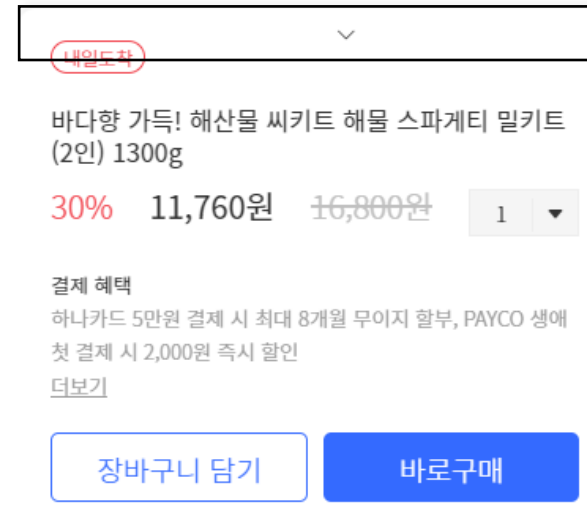 내일도착
바다향 가득! 해산물 씨키트 해물 스파게티 밀키트
(2인) 1300g
30% 11,760원 16,800원 1
결제 혜택
하나카드 5만원 결제 시 최대 8개월 무이지 할부, PAYCO 생애
첫 결제 시 2,000원 즉시 할인
더보기
장바구니 담기 바로구매